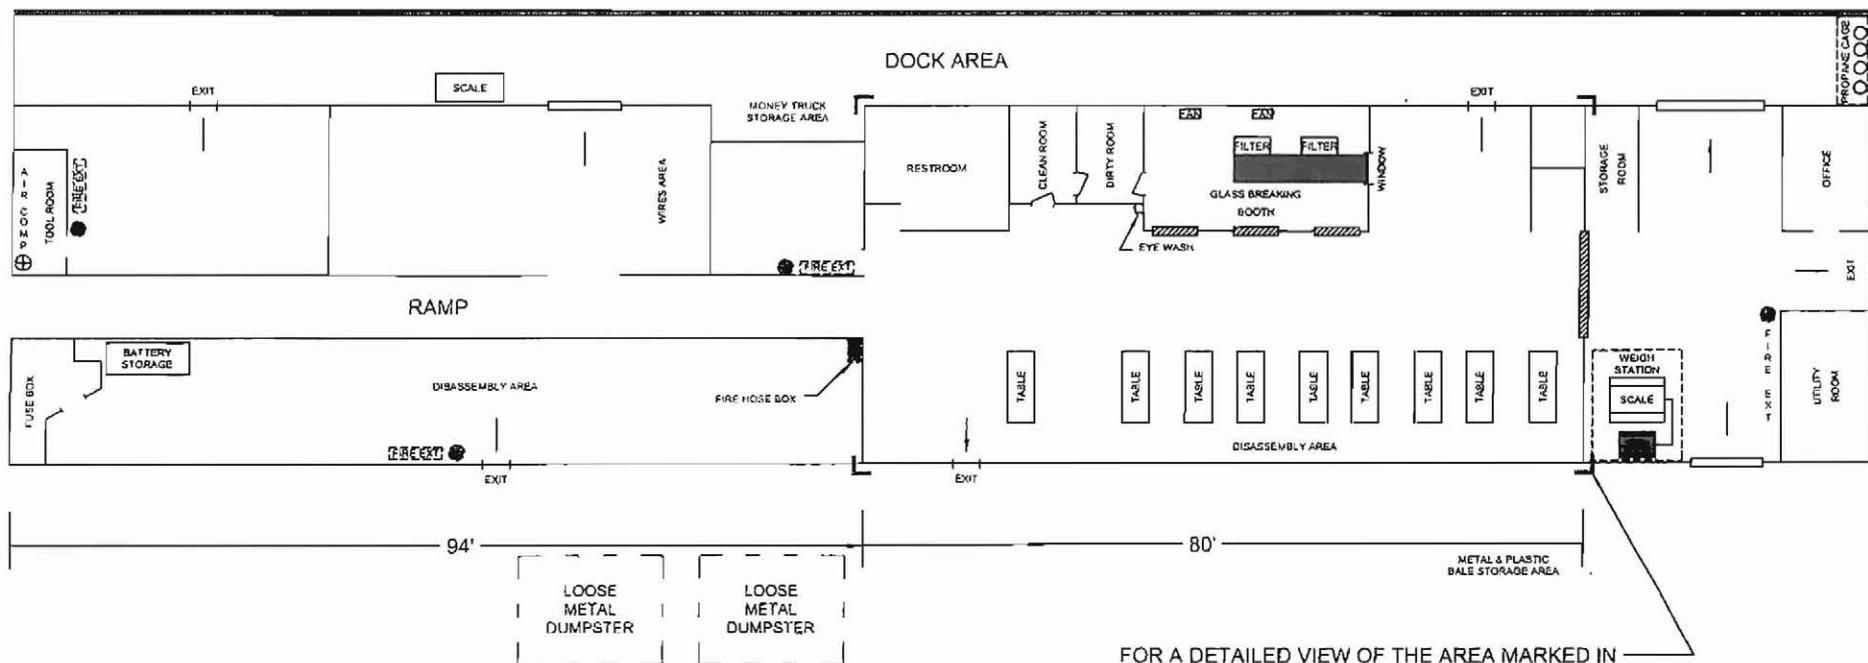 DOCK AREA
PROPANE CAGE
EXIT
SCALE
MONEY TRUCK
STORAGE AREA
EXIT
FAN
FAN
AIR COMP
TOOL ROOM
FIRE EXT
WIRES AREA
RESTROOM
CLEAN ROOM
DIRTY ROOM
FILTER
FILTER
WINDOW
GLASS BREAKING
BOOTH
STORAGE
ROOM
OFFICE
EYE WASH
FIRE EXT
EXIT
RAMP
FUSE BOX
BATTERY
STORAGE
DISASSEMBLY AREA
FIRE HOSE BOX
TABLE
TABLE
TABLE
TABLE
TABLE
TABLE
TABLE
TABLE
TABLE
WEIGH
STATION
SCALE
FIRE EXT
UTILITY
ROOM
FIRE EXT
EXIT
EXIT
DISASSEMBLY AREA
94'
80'
METAL & PLASTIC
BALE STORAGE AREA
LOOSE
METAL
DUMPSTER
LOOSE
METAL
DUMPSTER
FOR A DETAILED VIEW OF THE AREA MARKED IN